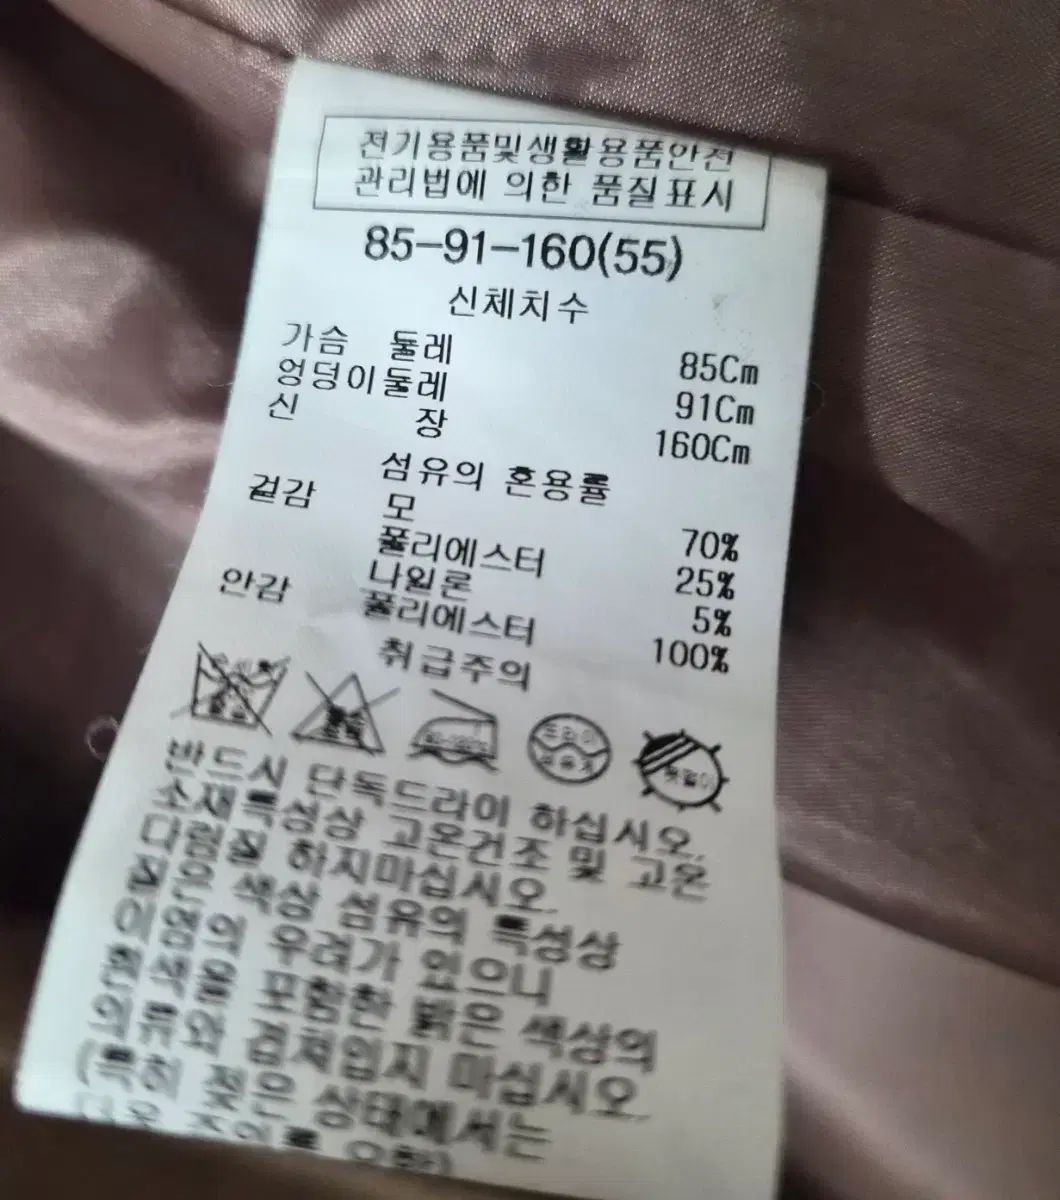 전기용품및생활용품안전
관리법에 의한 품질표시
85-91-160(55)
신체치수
가슴 둘레 85Cm
엉덩이둘레 91Cm
신 장 160Cm
섬유의 혼용률
겉감 모 70%
폴리에스터 25%
나일론 5%
안감 폴리에스터 100%
취급주의
드라이
반드시 단독드라이 하십시오.
소재특성상 고온건조 및 고온
다림질 하지마십시오.
짙은 색상 섬유의 특성상
이염의 우려가 있으니
란제리를 포함한 밝은 색상의
의류와 겹쳐입지 마십시오.
(특히 젖은 상태에서는